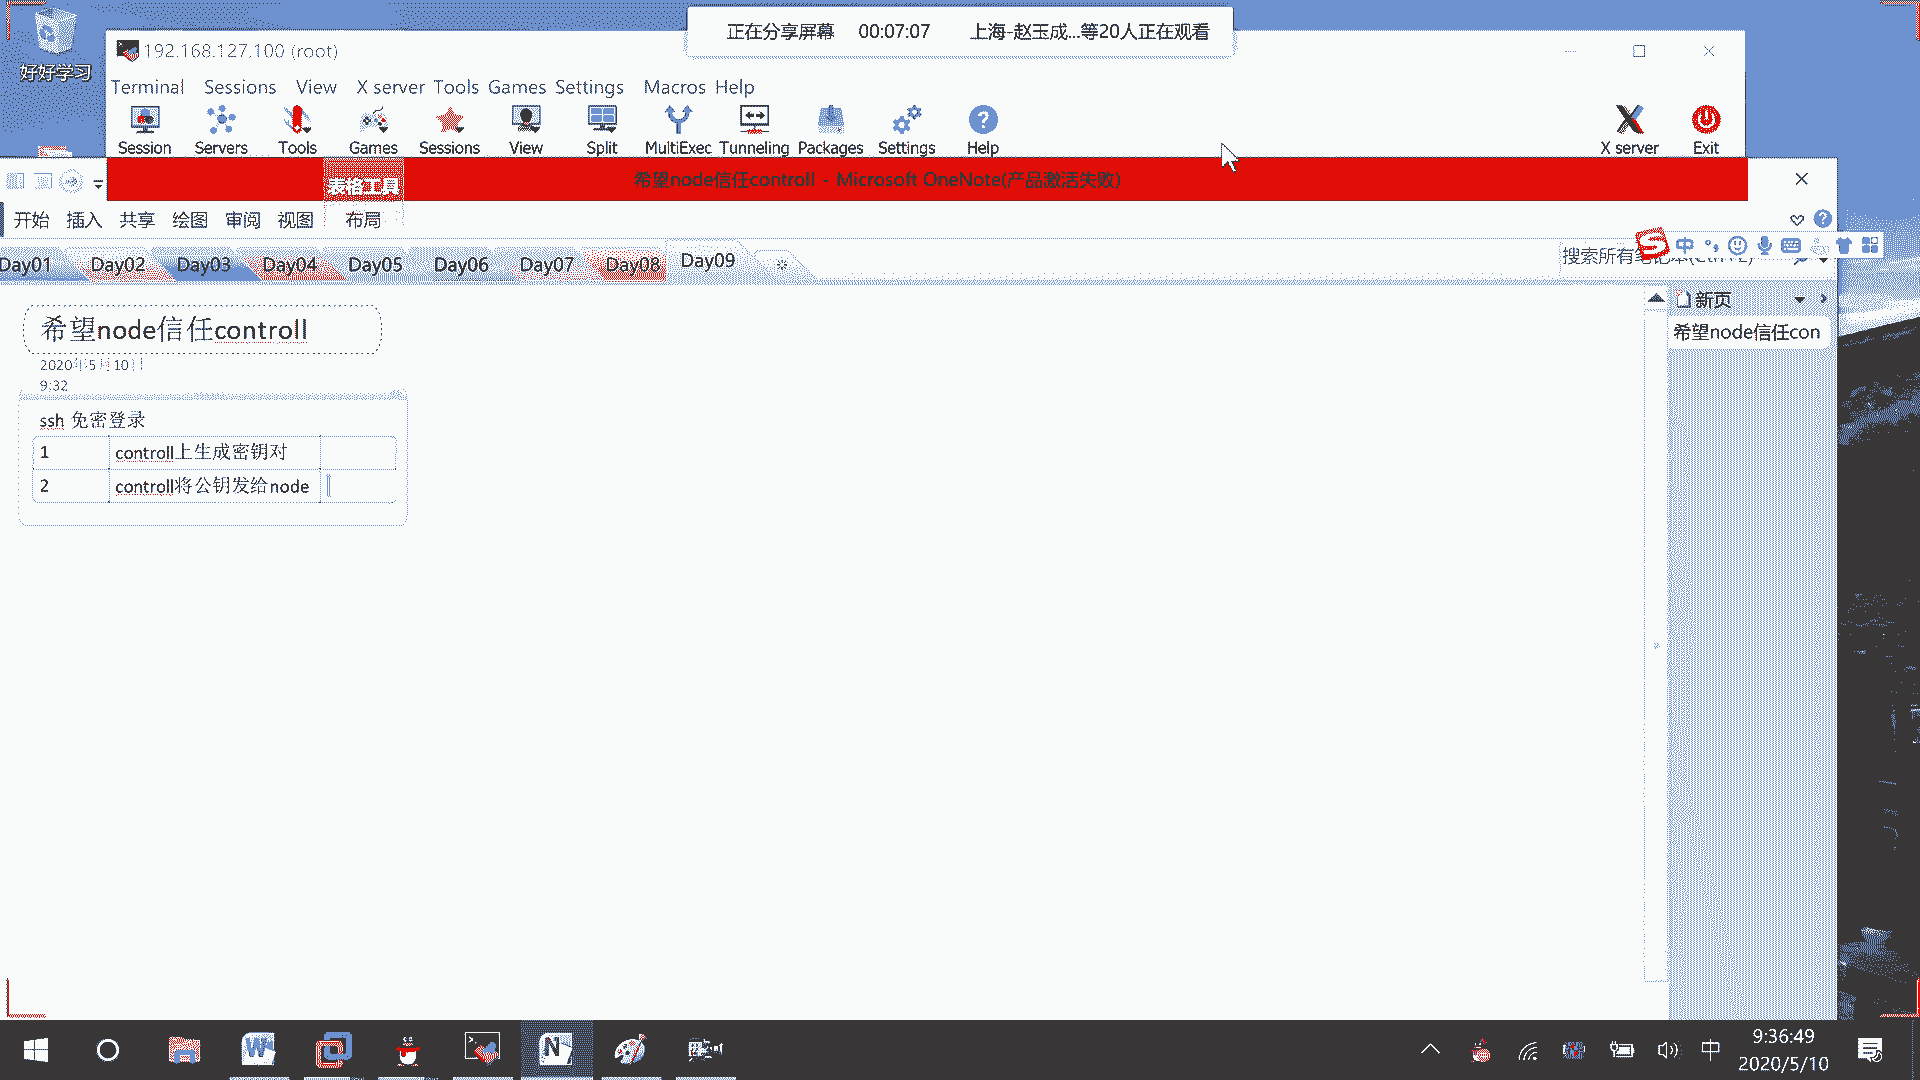 正在分享屏幕 00:07:07 上海-赵玉成...等20人正在观看
好好学习
192.168.127.100 (root)
Terminal Sessions View X server Tools Games Settings Macros Help
Session Servers Tools Games Sessions View Split MultiExec Tunneling Packages Settings Help X server Exit
表格工具 希望node信任controll - Microsoft OneNote(产品激活失败)
开始 插入 共享 绘图 审阅 视图 布局
中
Day01 Day02 Day03 Day04 Day05 Day06 Day07 Day08 Day09
搜索所有笔记本(Ctrl+E)
新页
希望node信任con
希望node信任controll
2020年5月10日
9:32
ssh 免密登录
1 controll上生成密钥对
2 controll将公钥发给node
中
9:36:49
2020/5/10